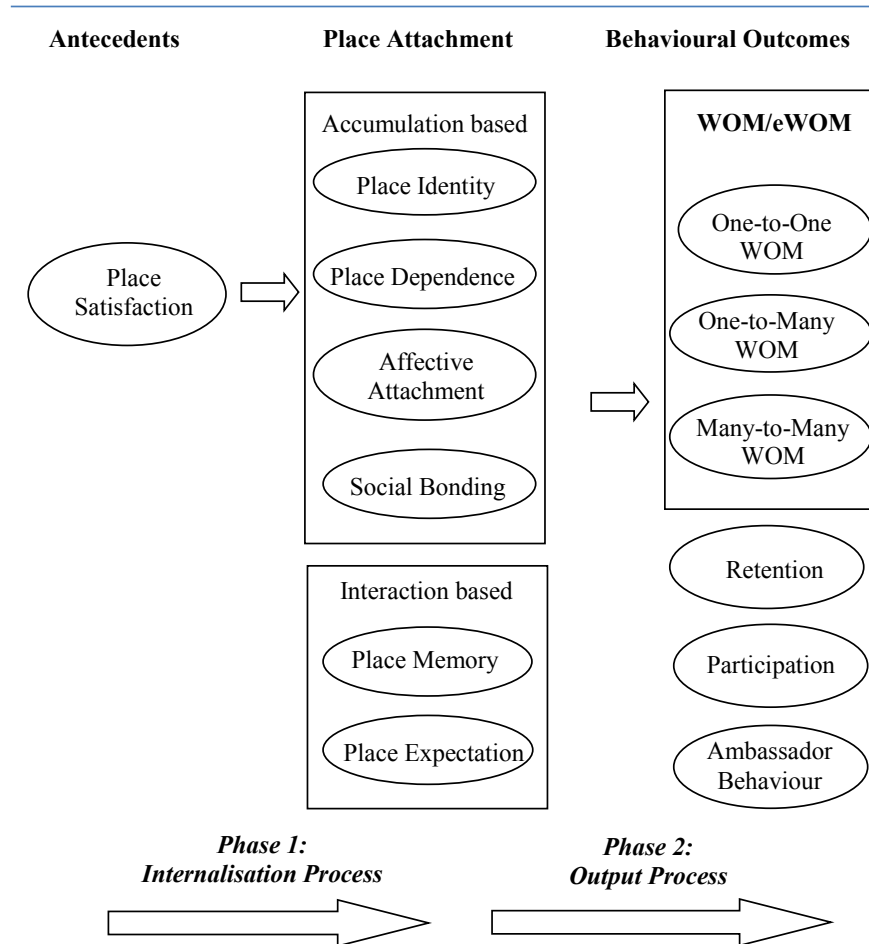 Antecedents
Place Attachment
Behavioural Outcomes
Place
Satisfaction
Accumulation based
Place Identity
Place Dependence
Affective
Attachment
Social Bonding
Interaction based
Place Memory
Place Expectation
WOM/eWOM
One-to-One
WOM
One-to-Many
WOM
Many-to-Many
WOM
Retention
Participation
Ambassador
Behaviour
Phase 1:
Internalisation Process
Phase 2:
Output Process